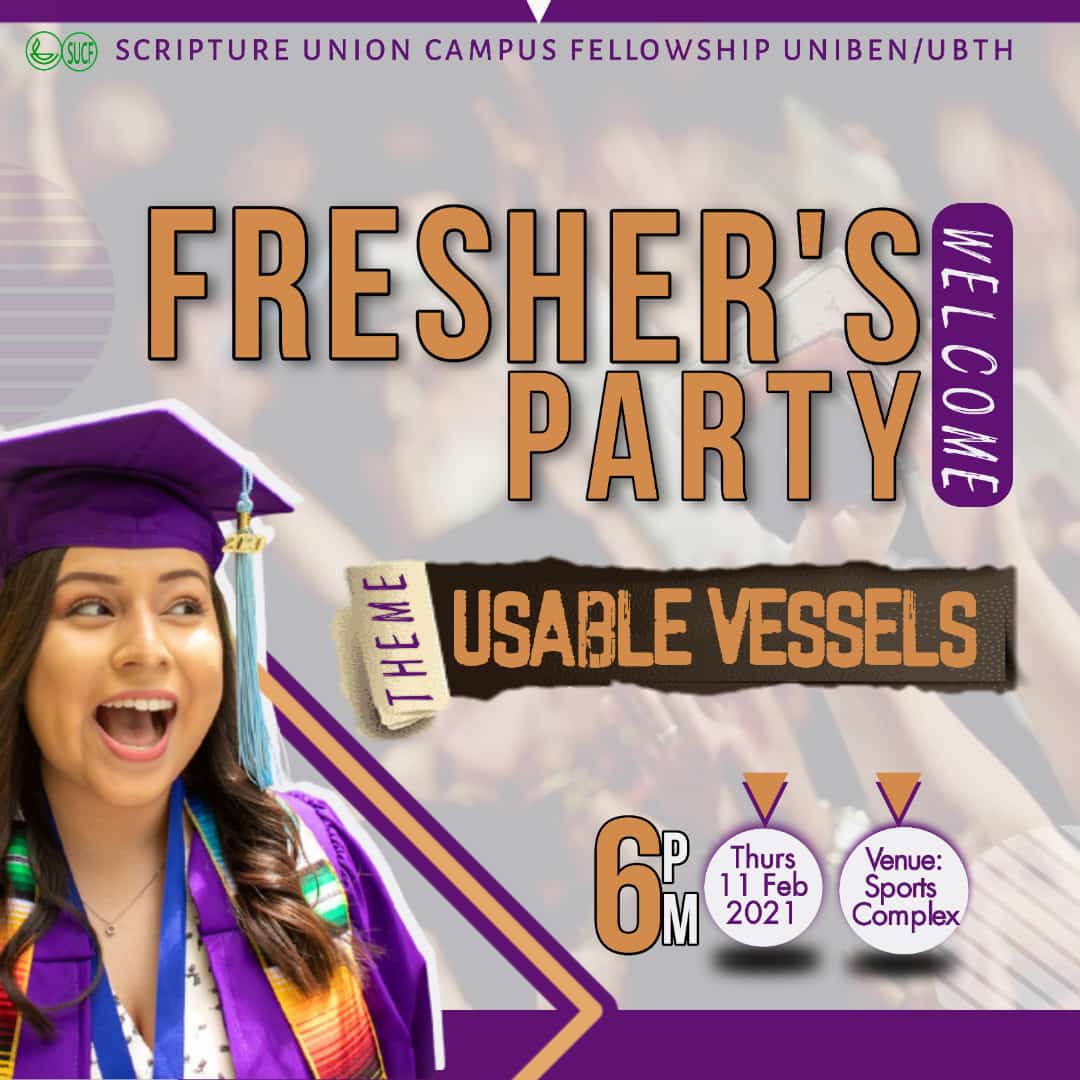 SUCF
SCRIPTURE UNION CAMPUS FELLOWSHIP UNIBEN/UBTH
FRESHER'S
PARTY
WELCOME
THEME
USABLE VESSELS
6PM
Thurs
11 Feb
2021
Venue:
Sports
Complex